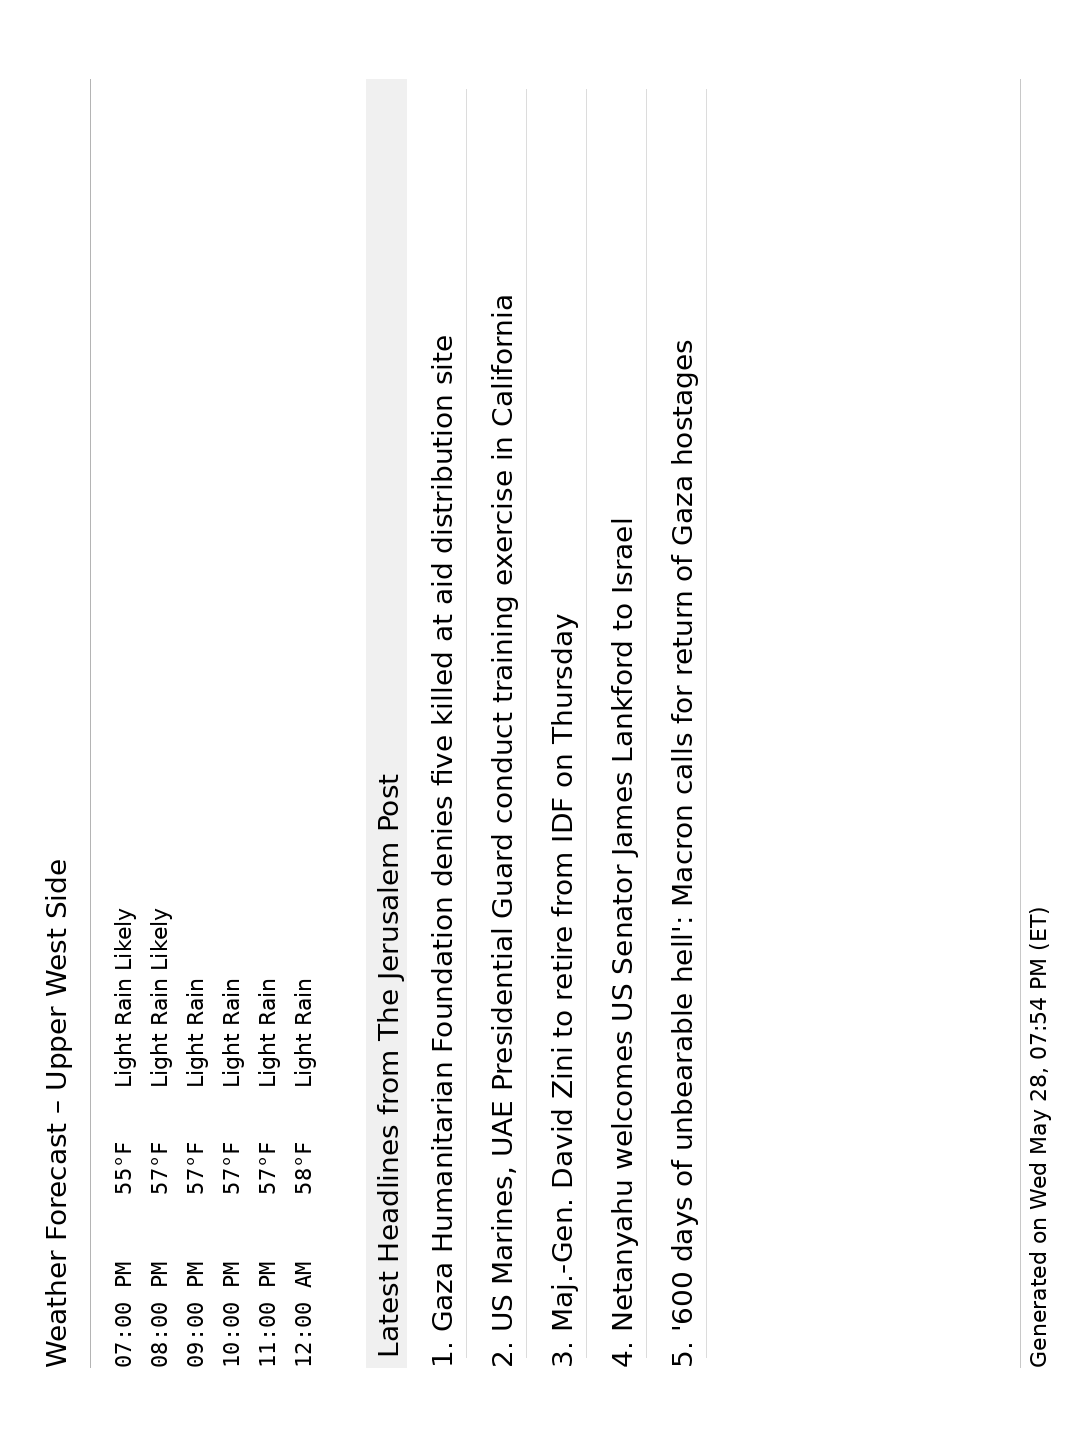 Weather Forecast – Upper West Side
07:00 PM 55°F Light Rain Likely
08:00 PM 57°F Light Rain Likely
09:00 PM 57°F Light Rain
10:00 PM 57°F Light Rain
11:00 PM 57°F Light Rain
12:00 AM 58°F Light Rain
Latest Headlines from The Jerusalem Post
1. Gaza Humanitarian Foundation denies five killed at aid distribution site
2. US Marines, UAE Presidential Guard conduct training exercise in California
3. Maj.-Gen. David Zini to retire from IDF on Thursday
4. Netanyahu welcomes US Senator James Lankford to Israel
5. '600 days of unbearable hell': Macron calls for return of Gaza hostages
Generated on Wed May 28, 07:54 PM (ET)